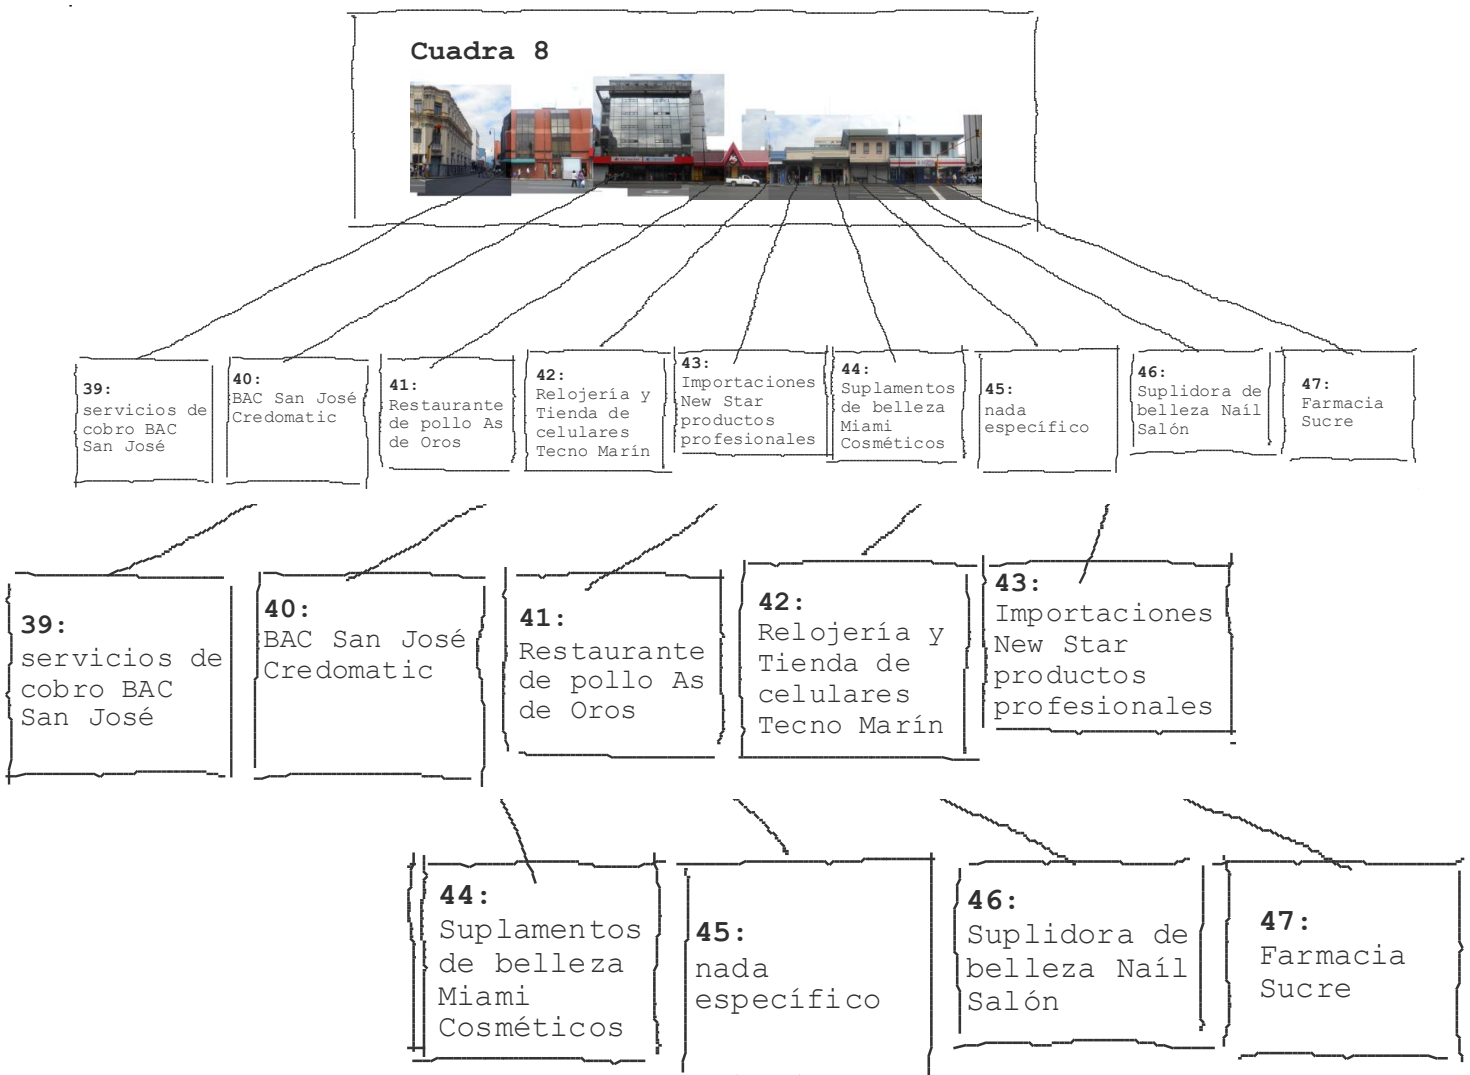 Cuadra 8
39:
servicios de
cobro BAC
San José
40:
BAC San José
Credomatic
41:
Restaurante
de pollo As
de Oros
42:
Relojería y
Tienda de
celulares
Tecno Marín
43:
Importaciones
New Star
productos
profesionales
44:
Suplamentos
de belleza
Miami
Cosméticos
45:
nada
específico
46:
Suplidora de
belleza Naíl
Salón
47:
Farmacia
Sucre
39:
servicios de
cobro BAC
San José
40:
BAC San José
Credomatic
41:
Restaurante
de pollo As
de Oros
42:
Relojería y
Tienda de
celulares
Tecno Marín
43:
Importaciones
New Star
productos
profesionales
44:
Suplamentos
de belleza
Miami
Cosméticos
45:
nada
específico
46:
Suplidora de
belleza Naíl
Salón
47:
Farmacia
Sucre